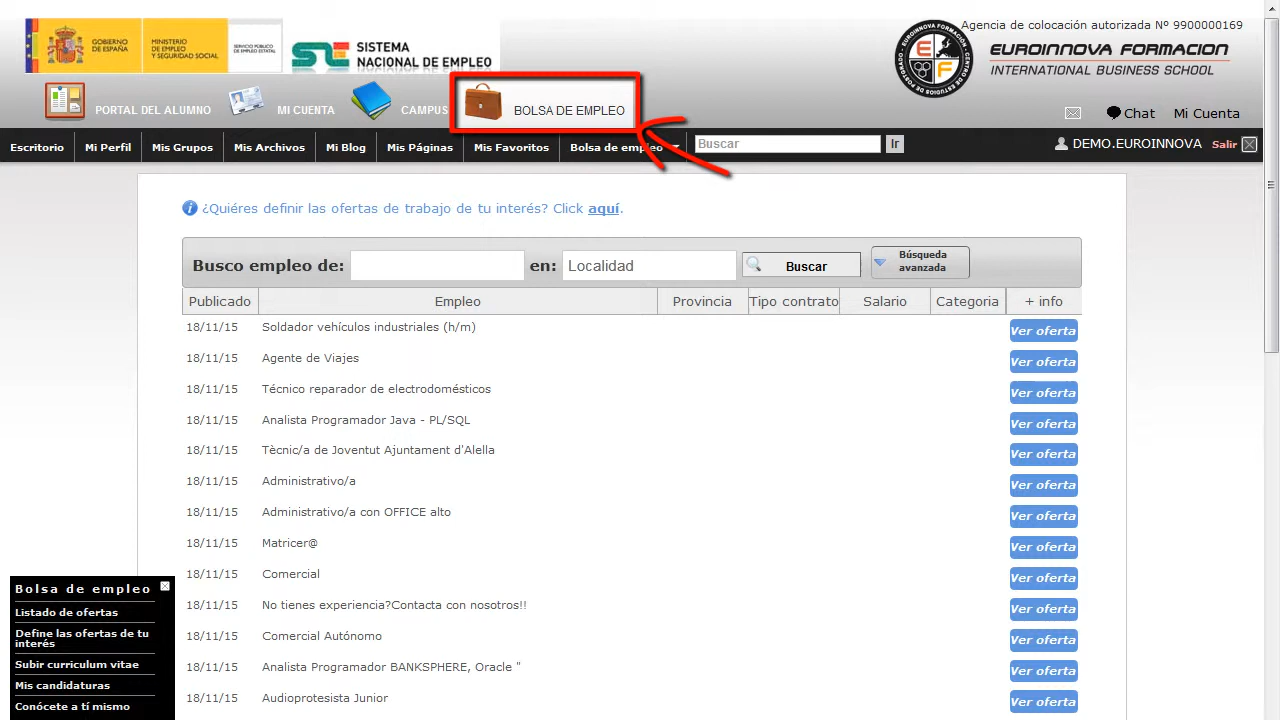 GOBIERNO DE ESPAÑA
MINISTERIO DE EMPLEO Y SEGURIDAD SOCIAL
SERVICIO PÚBLICO DE EMPLEO ESTATAL
SISTEMA NACIONAL DE EMPLEO
Agencia de colocación autorizada Nº 9900000169
EUROINNOVA FORMACION
INTERNATIONAL BUSINESS SCHOOL
PORTAL DEL ALUMNO
MI CUENTA
CAMPUS
BOLSA DE EMPLEO
Chat
Mi Cuenta
Escritorio
Mi Perfil
Mis Grupos
Mis Archivos
Mi Blog
Mis Páginas
Mis Favoritos
Bolsa de empleo
Buscar
Ir
DEMO.EUROINNOVA
Salir
¿Quiéres definir las ofertas de trabajo de tu interés? Click aquí.
Busco empleo de:
en:
Localidad
Buscar
Búsqueda avanzada
Publicado Empleo Provincia Tipo contrato Salario Categoria + info
18/11/15 Soldador vehículos industriales (h/m) Ver oferta
18/11/15 Agente de Viajes Ver oferta
18/11/15 Técnico reparador de electrodomésticos Ver oferta
18/11/15 Analista Programador Java - PL/SQL Ver oferta
18/11/15 Tècnic/a de Joventut Ajuntament d'Alella Ver oferta
18/11/15 Administrativo/a Ver oferta
18/11/15 Administrativo/a con OFFICE alto Ver oferta
18/11/15 Matricer@ Ver oferta
18/11/15 Comercial Ver oferta
18/11/15 No tienes experiencia?Contacta con nosotros!! Ver oferta
18/11/15 Comercial Autónomo Ver oferta
18/11/15 Analista Programador BANKSPHERE, Oracle " Ver oferta
18/11/15 Audioprotesista Junior Ver oferta
Bolsa de empleo
Listado de ofertas
Define las ofertas de tu
interés
Subir curriculum vitae
Mis candidaturas
Conócete a tí mismo